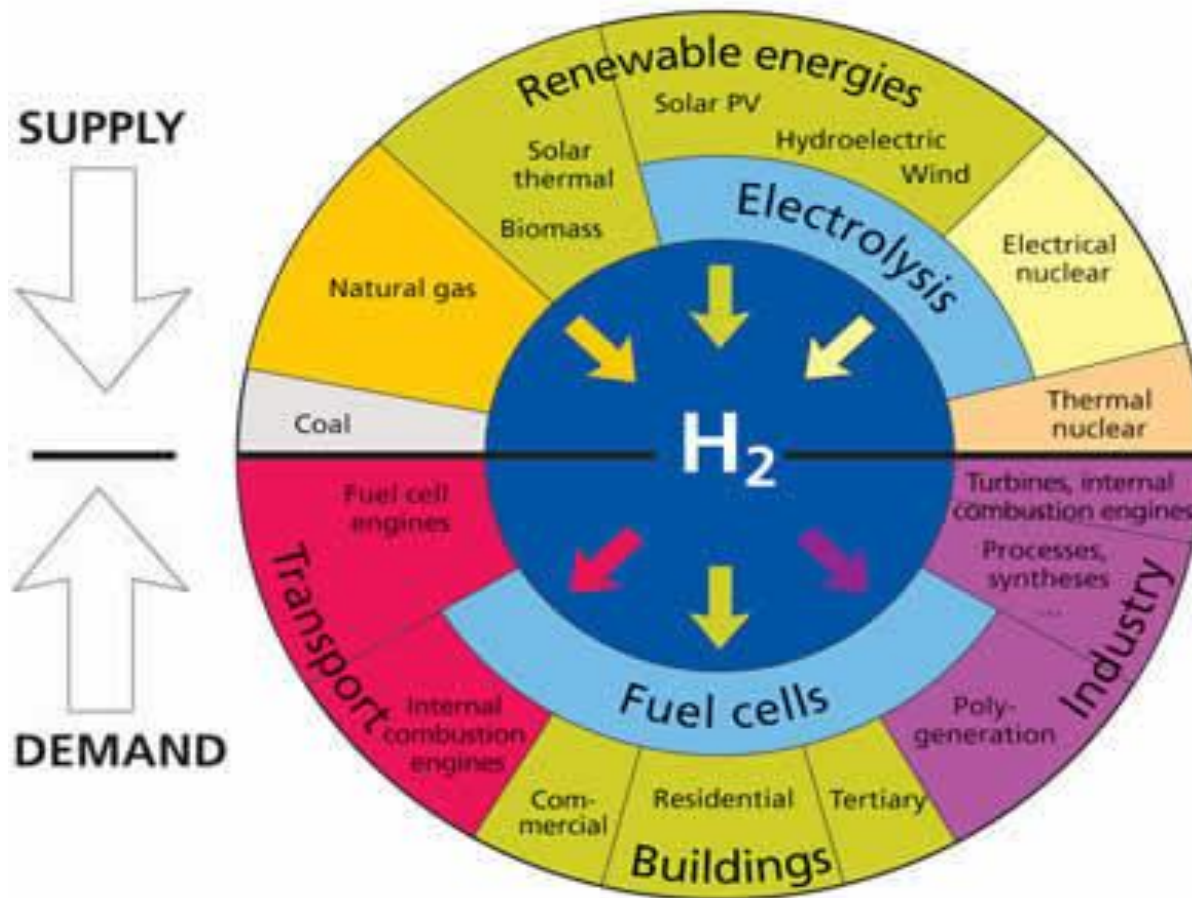 SUPPLY
Renewable energies
Solar PV
Hydroelectric
Wind
Solar
thermal
Biomass
Electrolysis
Electrical
nuclear
Natural gas
Coal
Thermal
nuclear
H2
Fuel cell
engines
Turbines, internal
combustion engines
Processes,
syntheses
...
Transport
Industry
Internal
combustion
engines
Fuel cells
Poly-
generation
Com-
mercial
Residential
Tertiary
Buildings
DEMAND